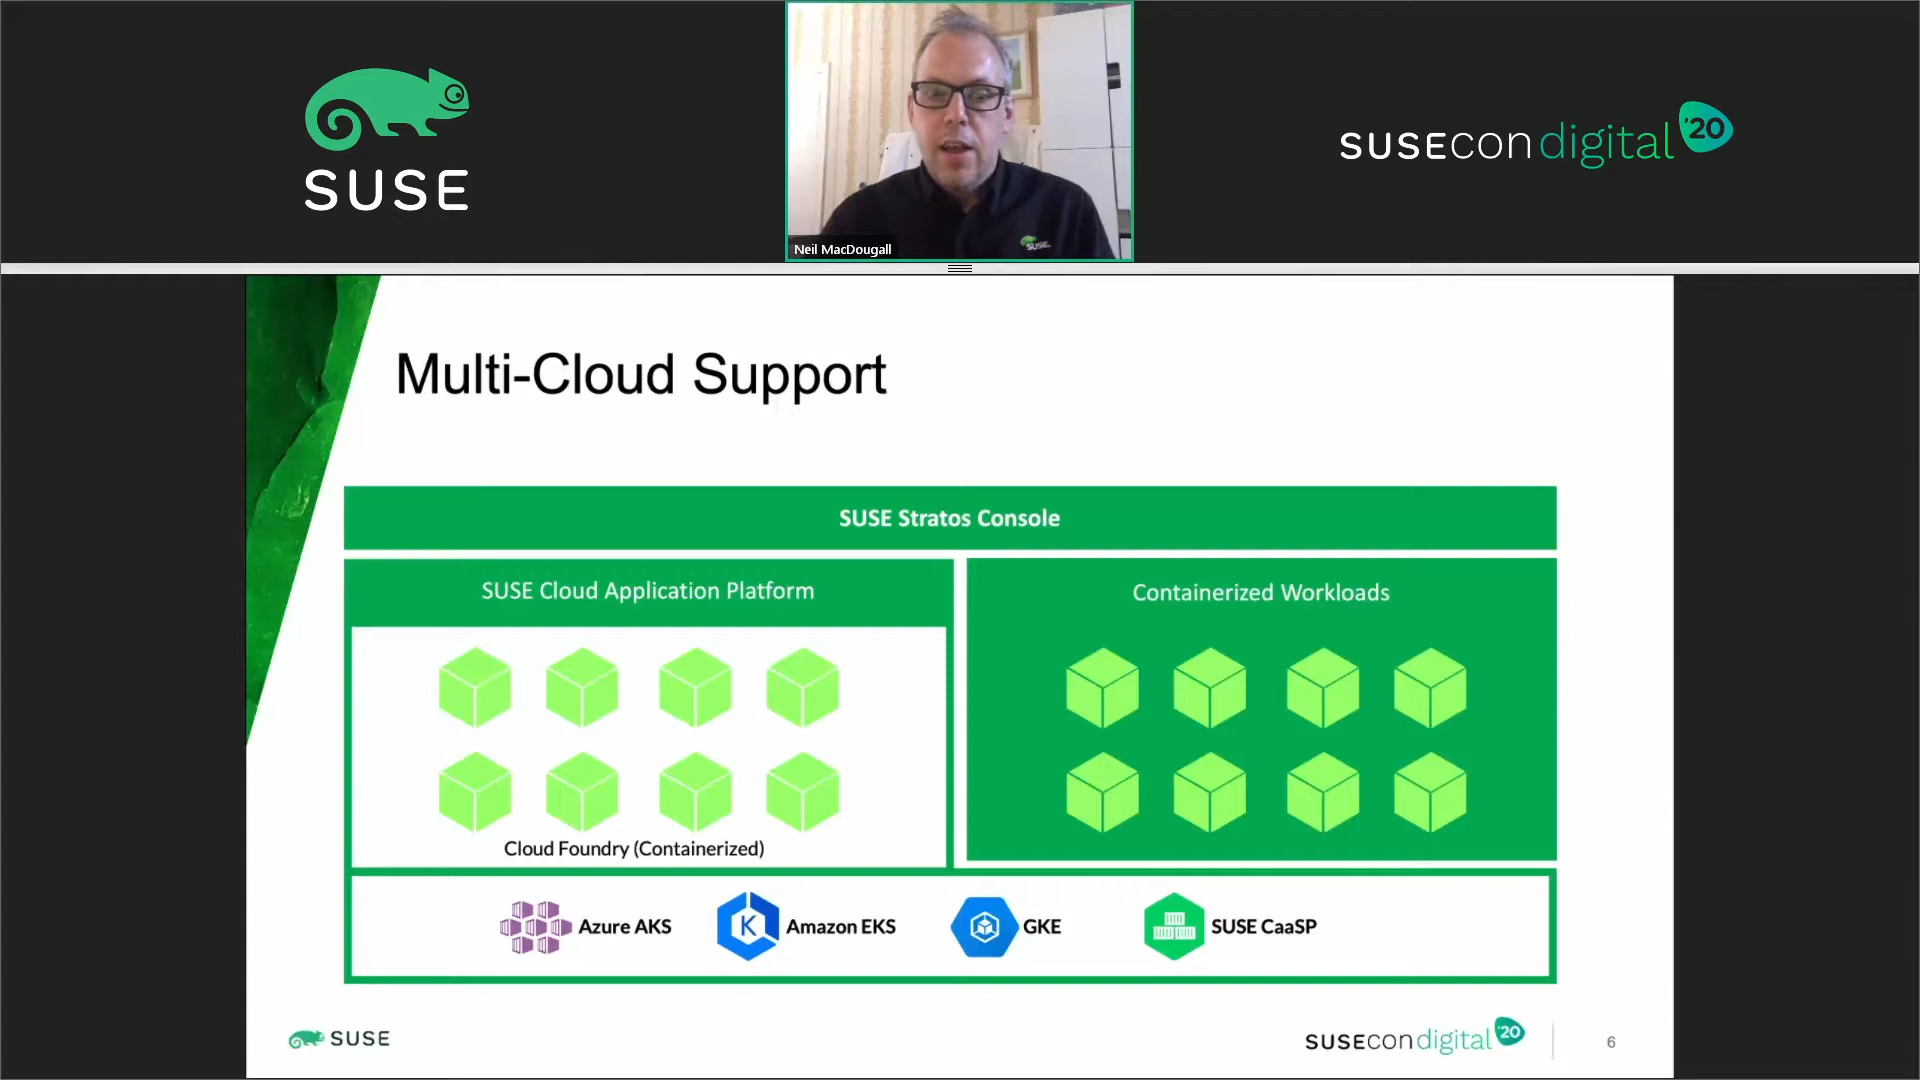 SUSE
Neil MacDougall
SUSE
SUSECON digital '20
Multi-Cloud Support
SUSE Stratos Console
SUSE Cloud Application Platform
Containerized Workloads
Cloud Foundry (Containerized)
K
Azure AKS
Amazon EKS
GKE
SUSE CaaSP
SUSE
SUSECON digital '20
6